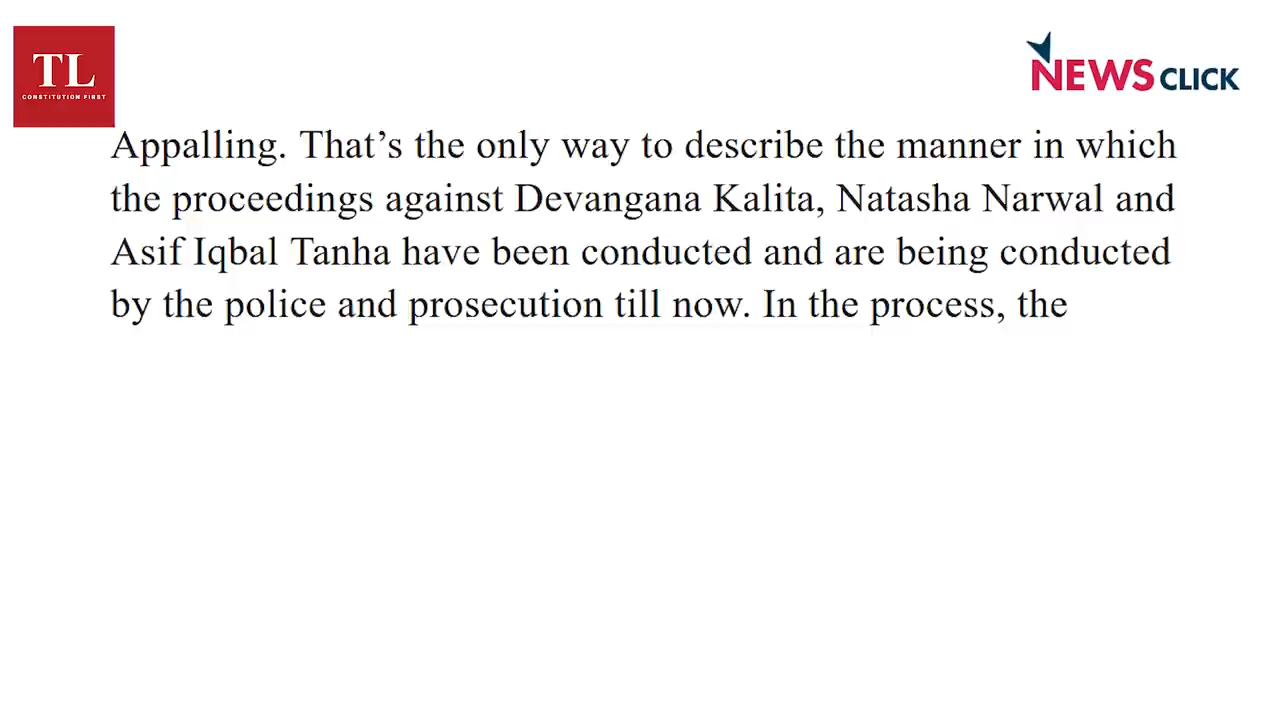 TL
CONSTITUTION FIRST
NEWS CLICK
Appalling. That’s the only way to describe the manner in which
the proceedings against Devangana Kalita, Natasha Narwal and
Asif Iqbal Tanha have been conducted and are being conducted
by the police and prosecution till now. In the process, the